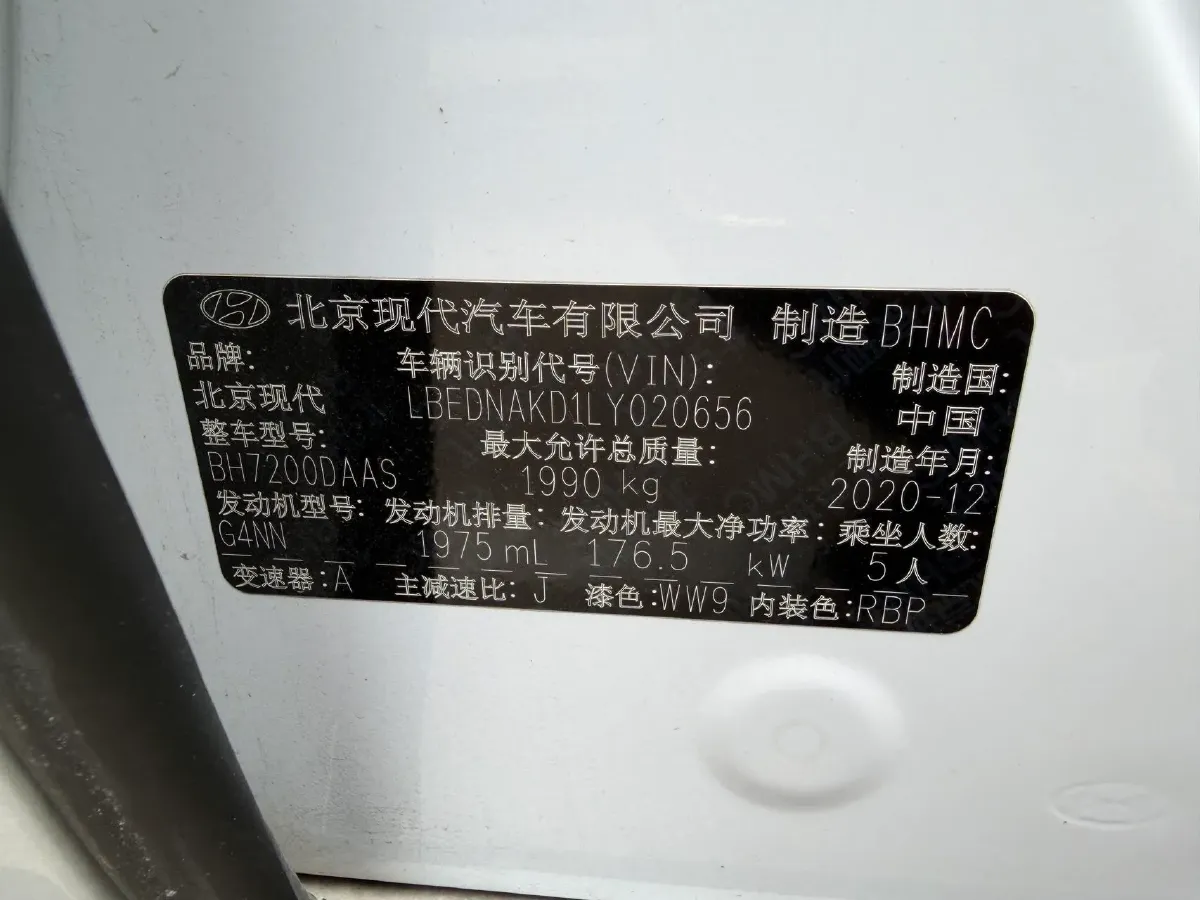 北京现代汽车有限公司 制造 BHMC
品牌: 车辆识别代号(VIN): 制造国:
北京现代 LBEDNAKD1LY020656 中国
整车型号: 最大允许总质量: 制造年月:
BH7200DAAS 1990 kg 2020-12
发动机型号: 发动机排量: 发动机最大净功率: 乘坐人数:
G4NN 1975 mL 176.5 kW 5 人
变速器:A 主减速比: J 漆色:WW9 内装色:RBP